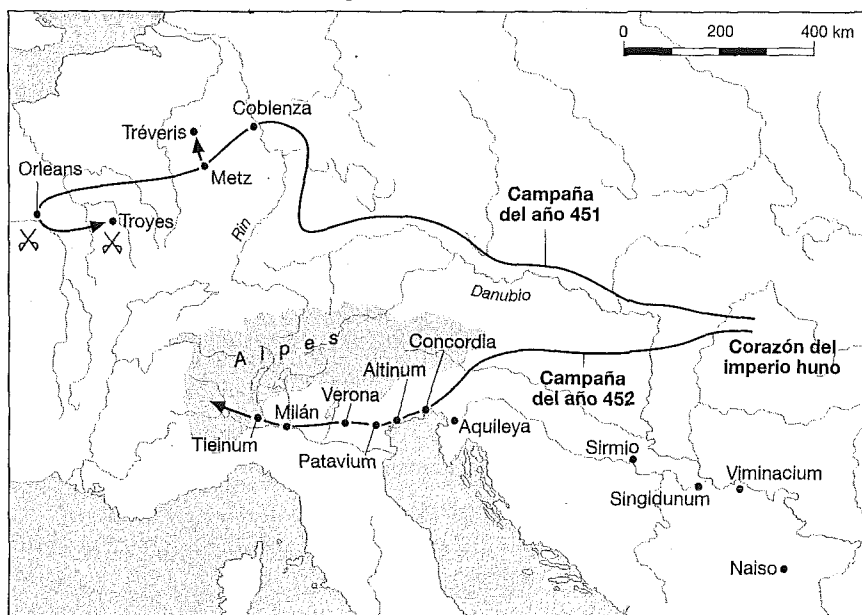 0 200 400 km
Coblenza
Tréveris
Orleans
Metz
Troyes
Rin
Campaña
del año 451
Danubio
Alpes
Concordia
Altinum
Verona
Milán
Tieinum
Patavium
Aquileya
Campaña
del año 452
Corazón del
imperio huno
Sirmio
Singidunum
Viminacium
Naiso